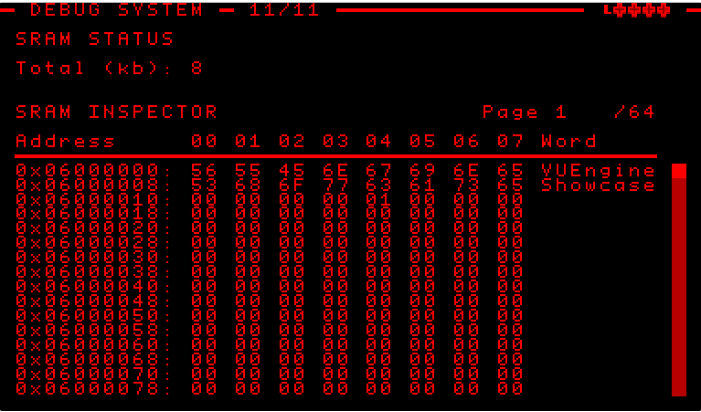 DEBUG SYSTEM 11/11 L
SRAM STATUS
Total (kb): 8
SRAM INSPECTOR Page 1 /64
Address 00 01 02 03 04 05 06 07 Word
0x06000000: 56 55 45 6E 67 69 6E 65 VUEngine
0x06000008: 53 68 6F 77 63 61 73 65 Showcase
0x06000010: 00 00 00 00 01 00 00 00
0x06000018: 00 00 00 00 00 00 00 00
0x06000020: 00 00 00 00 00 00 00 00
0x06000028: 00 00 00 00 00 00 00 00
0x06000030: 00 00 00 00 00 00 00 00
0x06000038: 00 00 00 00 00 00 00 00
0x06000040: 00 00 00 00 00 00 00 00
0x06000048: 00 00 00 00 00 00 00 00
0x06000050: 00 00 00 00 00 00 00 00
0x06000058: 00 00 00 00 00 00 00 00
0x06000060: 00 00 00 00 00 00 00 00
0x06000068: 00 00 00 00 00 00 00 00
0x06000070: 00 00 00 00 00 00 00 00
0x06000078: 00 00 00 00 00 00 00 00